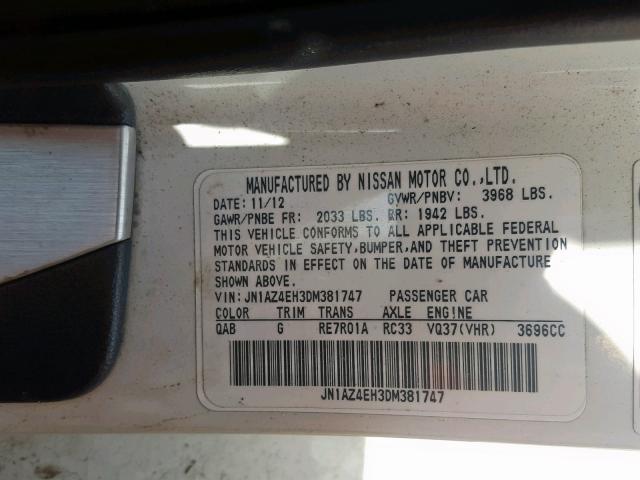 MANUFACTURED BY NISSAN MOTOR CO.,LTD.
DATE: 11/12 GVWR/PNBV: 3968 LBS.
GAWR/PNBE FR: 2033 LBS. RR: 1942 LBS.
THIS VEHICLE CONFORMS TO ALL APPLICABLE FEDERAL
MOTOR VEHICLE SAFETY,BUMPER,AND THEFT PREVENTION
STANDARDS IN EFFECT ON THE DATE OF MANUFACTURE
SHOWN ABOVE.
VIN: JN1AZ4EH3DM381747 PASSENGER CAR
COLOR TRIM TRANS AXLE ENGINE
QAB G RE7R01A RC33 VQ37(VHR) 3696CC
JN1AZ4EH3DM381747